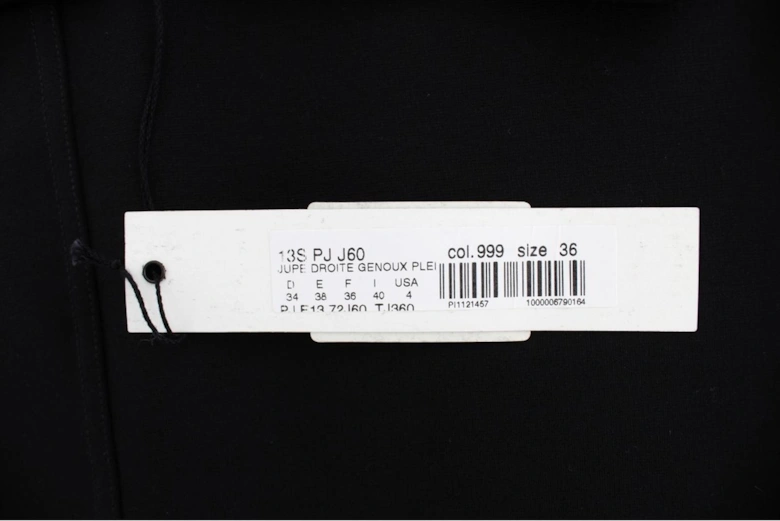 13S PJ J60 col.999 size 36
JUPE DROITE GENOUX PLEI
D E F I USA
34 38 36 40 4
PI1121457 1000006790164